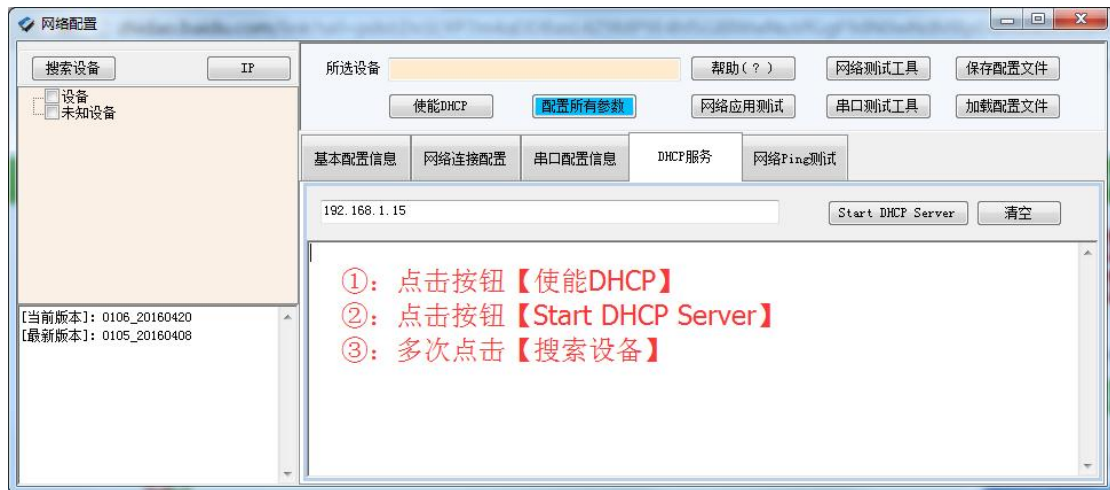 网络配置
搜索设备
IP
设备
未知设备
[当前版本]: 0106_20160420
[最新版本]: 0105_20160408
所选设备
帮助(?)
网络测试工具
保存配置文件
使能DHCP
配置所有参数
网络应用测试
串口测试工具
加载配置文件
基本配置信息
网络连接配置
串口配置信息
DHCP服务
网络Ping测试
192.168.1.15
Start DHCP Server
清空
①：点击按钮【使能DHCP】
②：点击按钮【Start DHCP Server】
③：多次点击【搜索设备】